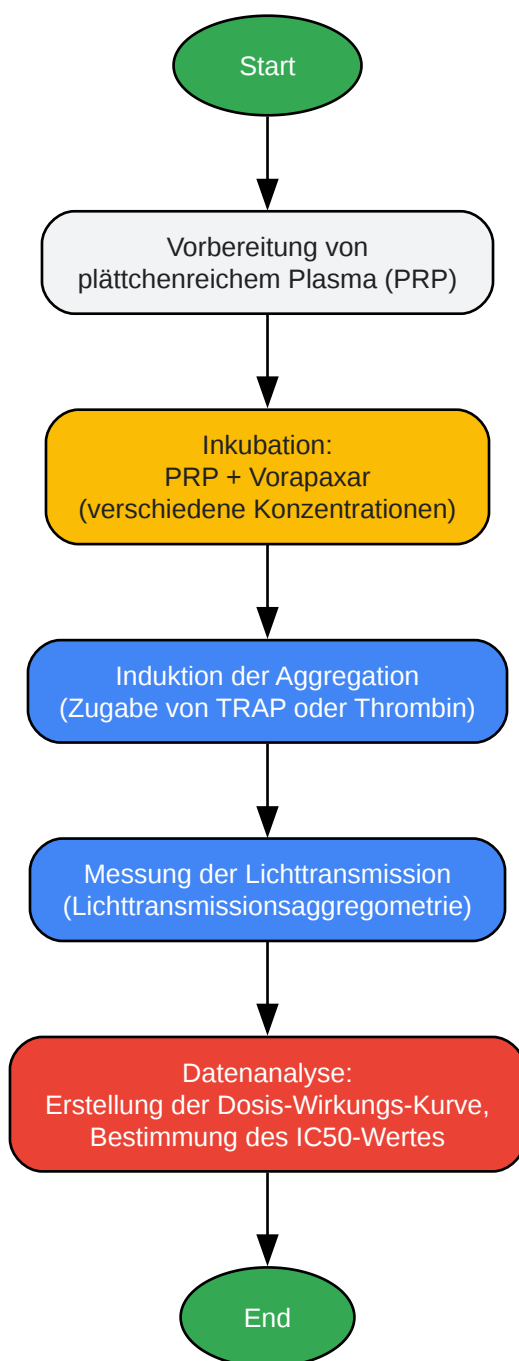 Start
Vorbereitung von
plättchenreichem Plasma (PRP)
Inkubation:
PRP + Vorapaxar
(verschiedene Konzentrationen)
Induktion der Aggregation
(Zugabe von TRAP oder Thrombin)
Messung der Lichttransmission
(Lichttransmissionsaggregometrie)
Datenanalyse:
Erstellung der Dosis-Wirkungs-Kurve,
Bestimmung des IC50-Wertes
End